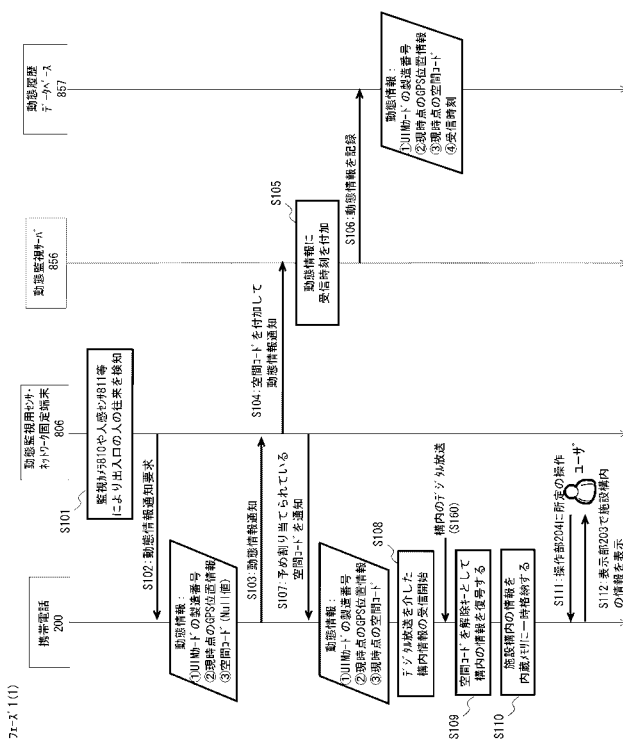 フェーズ1(1)
携帯電話
200
動態監視用センサ・
ネットワーク固定端末
806
動態監視サーバ
856
動態履歴
データベース
857
S101
監視カメラ810や人感センサ811等
により出入口の人の往来を検知
S102:動態情報通知要求
動態情報:
①UIMカードの製造番号
②現時点のGPS位置情報
③空間コード(Null値)
S103:動態情報通知
S104:空間コードを付加して
動態情報通知
S105
動態情報に
受信時刻を付加
S106:動態情報を記録
動態情報:
①UIMカードの製造番号
②現時点のGPS位置情報
③現時点の空間コード
④受信時刻
S107:予め割り当てられている
空間コードを通知
動態情報:
①UIMカードの製造番号
②現時点のGPS位置情報
③現時点の空間コード
S108
デジタル放送を介した
構内情報の受信開始
構内のデジタル放送
(S160)
空間コードを解除キーとして
構内の情報を復号する
S109
施設構内の情報を
内蔵メモリに一時格納する
S110
S111:操作部204に所定の操作
ユーザ
S112:表示部203で施設構内
の情報を表示